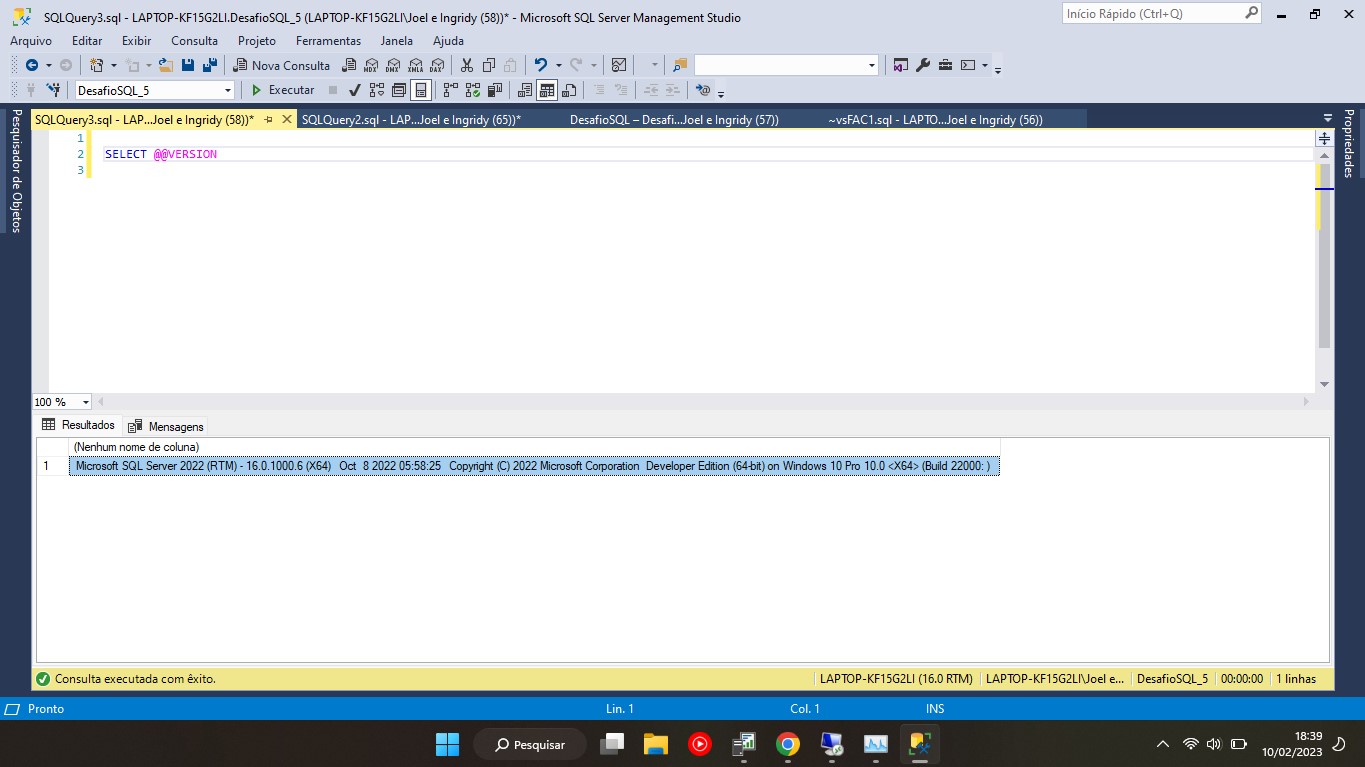 SQLQuery3.sql - LAPTOP-KF15G2LI.DesafioSQL_5 (LAPTOP-KF15G2LI\Joel e Ingridy (58))* - Microsoft SQL Server Management Studio
Início Rápido (Ctrl+Q)
Arquivo Editar Exibir Consulta Projeto Ferramentas Janela Ajuda
Nova Consulta MDX DMX XMLA DAX
DesafioSQL_5 Executar
SQLQuery3.sql - LAP...Joel e Ingridy (58))* SQLQuery2.sql - LAP...Joel e Ingridy (65))* DesafioSQL – Desafi...Joel e Ingridy (57)) ~vsFAC1.sql - LAPTO...Joel e Ingridy (56))
Pesquisador de Objetos
Propriedades
1
2 SELECT @@VERSION
3
100 %
Resultados Mensagens
(Nenhum nome de coluna)
1 Microsoft SQL Server 2022 (RTM) - 16.0.1000.6 (X64) Oct 8 2022 05:58:25 Copyright (C) 2022 Microsoft Corporation Developer Edition (64-bit) on Windows 10 Pro 10.0 <X64> (Build 22000: )
Consulta executada com êxito. LAPTOP-KF15G2LI (16.0 RTM) LAPTOP-KF15G2LI\Joel e... DesafioSQL_5 00:00:00 1 linhas
Pronto Lin. 1 Col. 1 INS
Pesquisar 18:39
10/02/2023